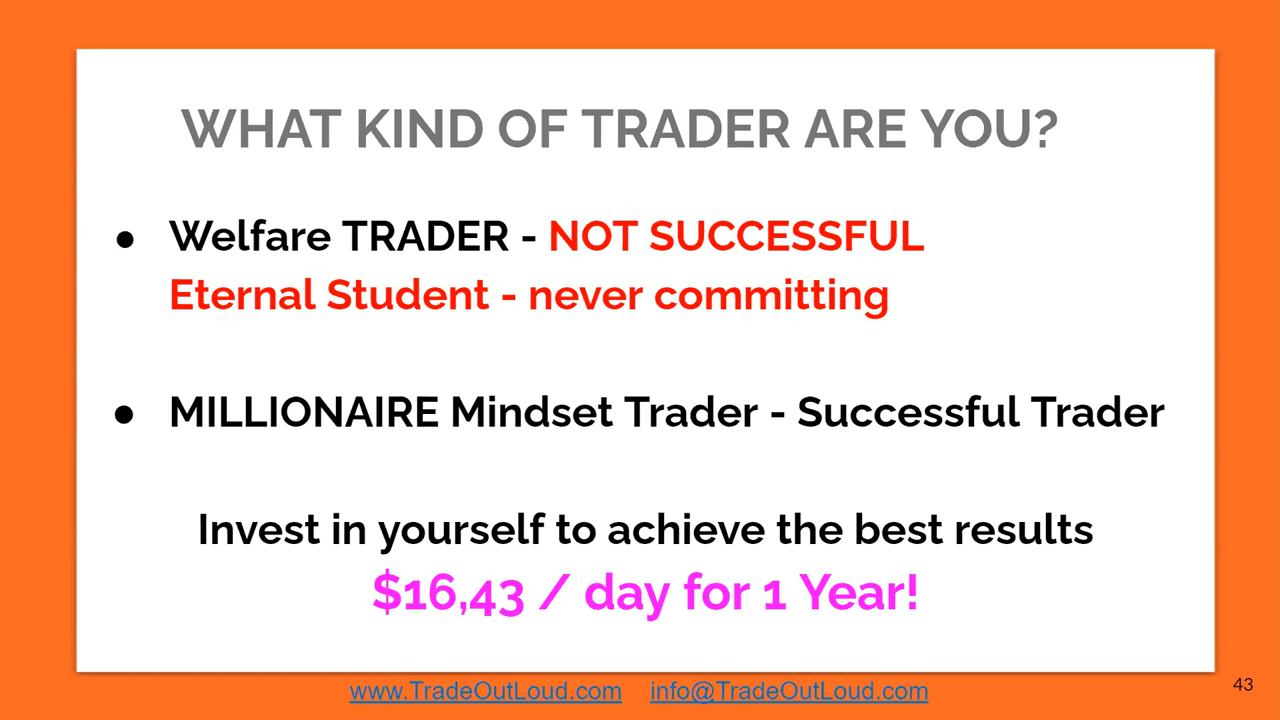 WHAT KIND OF TRADER ARE YOU?
● Welfare TRADER - NOT SUCCESSFUL
Eternal Student - never committing
● MILLIONAIRE Mindset Trader - Successful Trader
Invest in yourself to achieve the best results
$16,43 / day for 1 Year!
www.TradeOutLoud.com info@TradeOutLoud.com
43